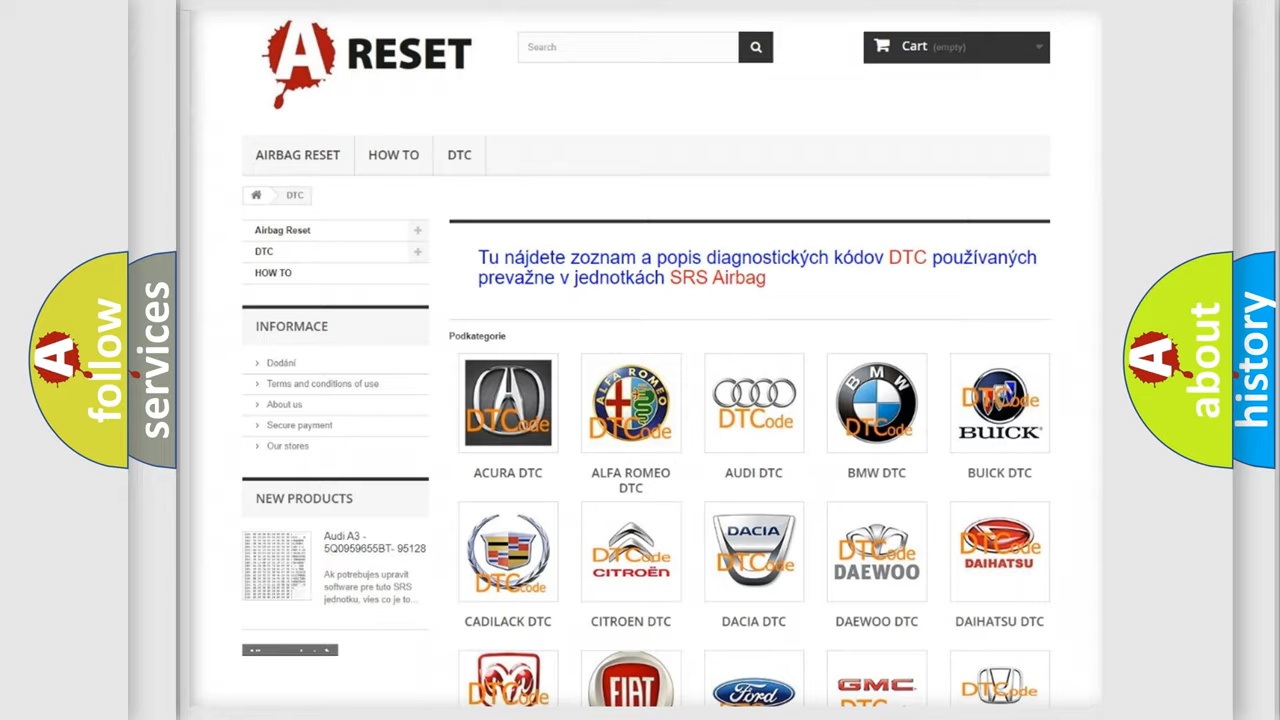 A RESET
Search
Cart (empty)
AIRBAG RESET
HOW TO
DTC
DTC
Airbag Reset
DTC
HOW TO
Tu nájdete zoznam a popis diagnostických kódov DTC používaných
prevažne v jednotkách SRS Airbag
INFORMACE
Podkategorie
Dodání
Terms and conditions of use
About us
Secure payment
Our stores
NEW PRODUCTS
Audi A3 -
5Q0959655BT- 95128
Ak potrebujes upravit
software pre tuto SRS
jednotku, vies co je to...
DTCode
ALFA ROMEO
DTCode
DTCode
BMW
DTCode
DTCode
BUICK
ACURA DTC
ALFA ROMEO
DTC
AUDI DTC
BMW DTC
BUICK DTC
DTCode
DTCode
CITROËN
DACIA
DTCode
DTCode
DAEWOO
DTCode
DAIHATSU
CADILACK DTC
CITROEN DTC
DACIA DTC
DAEWOO DTC
DAIHATSU DTC
DTCode
FIAT
Ford
GMC
DTCode
A follow
services
A about
history